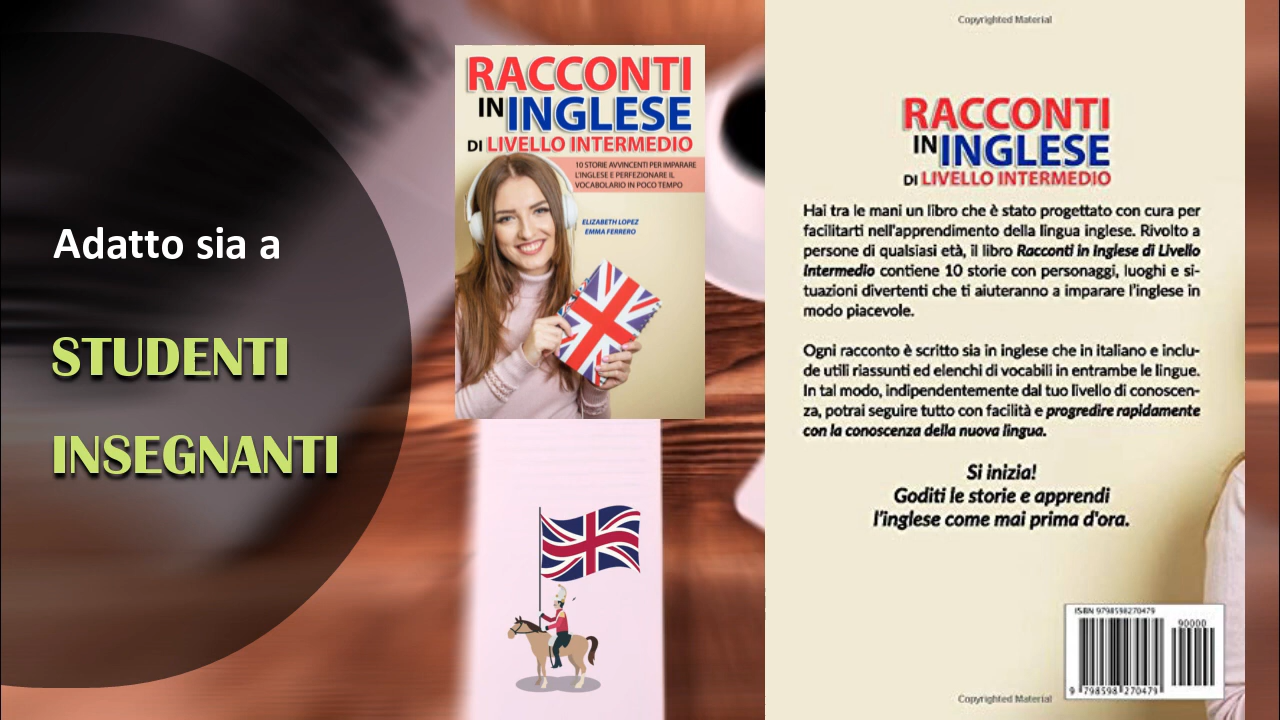 Adatto sia a
STUDENTI
INSEGNANTI
RACCONTI
IN INGLESE
DI LIVELLO INTERMEDIO
10 STORIE AVVINCENTI PER IMPARARE
L'INGLESE E PERFEZIONARE IL
VOCABOLARIO IN POCO TEMPO
ELIZABETH LOPEZ
EMMA FERRERO
Copyrighted Material
RACCONTI
IN INGLESE
DI LIVELLO INTERMEDIO
Hai tra le mani un libro che è stato progettato con cura per
facilitarti nell'apprendimento della lingua inglese. Rivolto a
persone di qualsiasi età, il libro Racconti in Inglese di Livello
Intermedio contiene 10 storie con personaggi, luoghi e si-
tuazioni divertenti che ti aiuteranno a imparare l'inglese in
modo piacevole.
Ogni racconto è scritto sia in inglese che in italiano e inclu-
de utili riassunti ed elenchi di vocabili in entrambe le lingue.
In tal modo, indipendentemente dal tuo livello di conoscen-
za, potrai seguire tutto con facilità e progredire rapidamente
con la conoscenza della nuova lingua.
Si inizia!
Goditi le storie e apprendi
l'inglese come mai prima d'ora.
ISBN 9798598270479
90000
9 798598 270479
Copyrighted Material